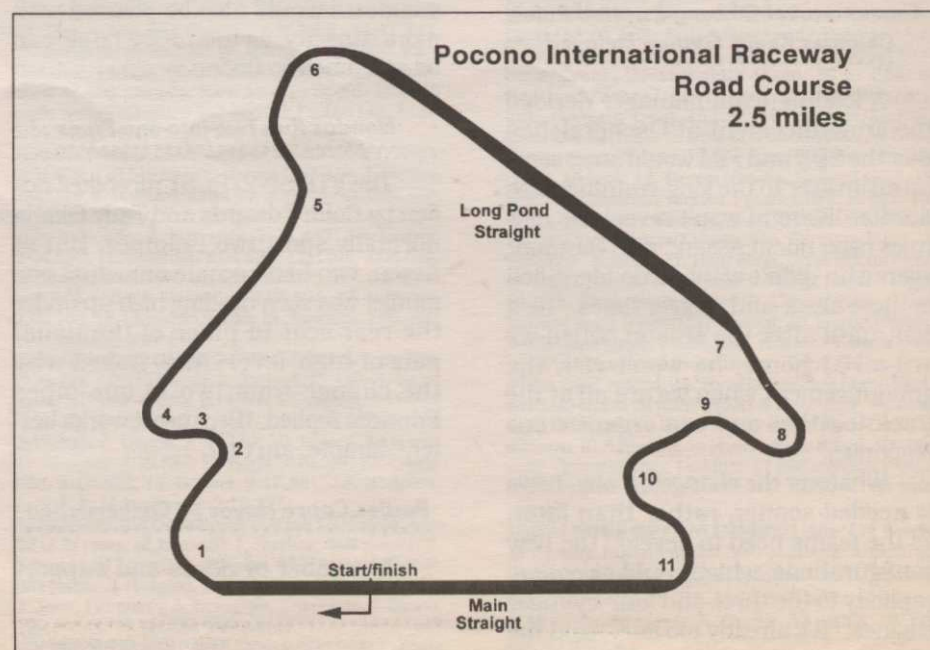 Pocono International Raceway
Road Course
2.5 miles
6
5
Long Pond
Straight
7
4
3
9
2
8
10
1
11
Start/finish
Main
Straight